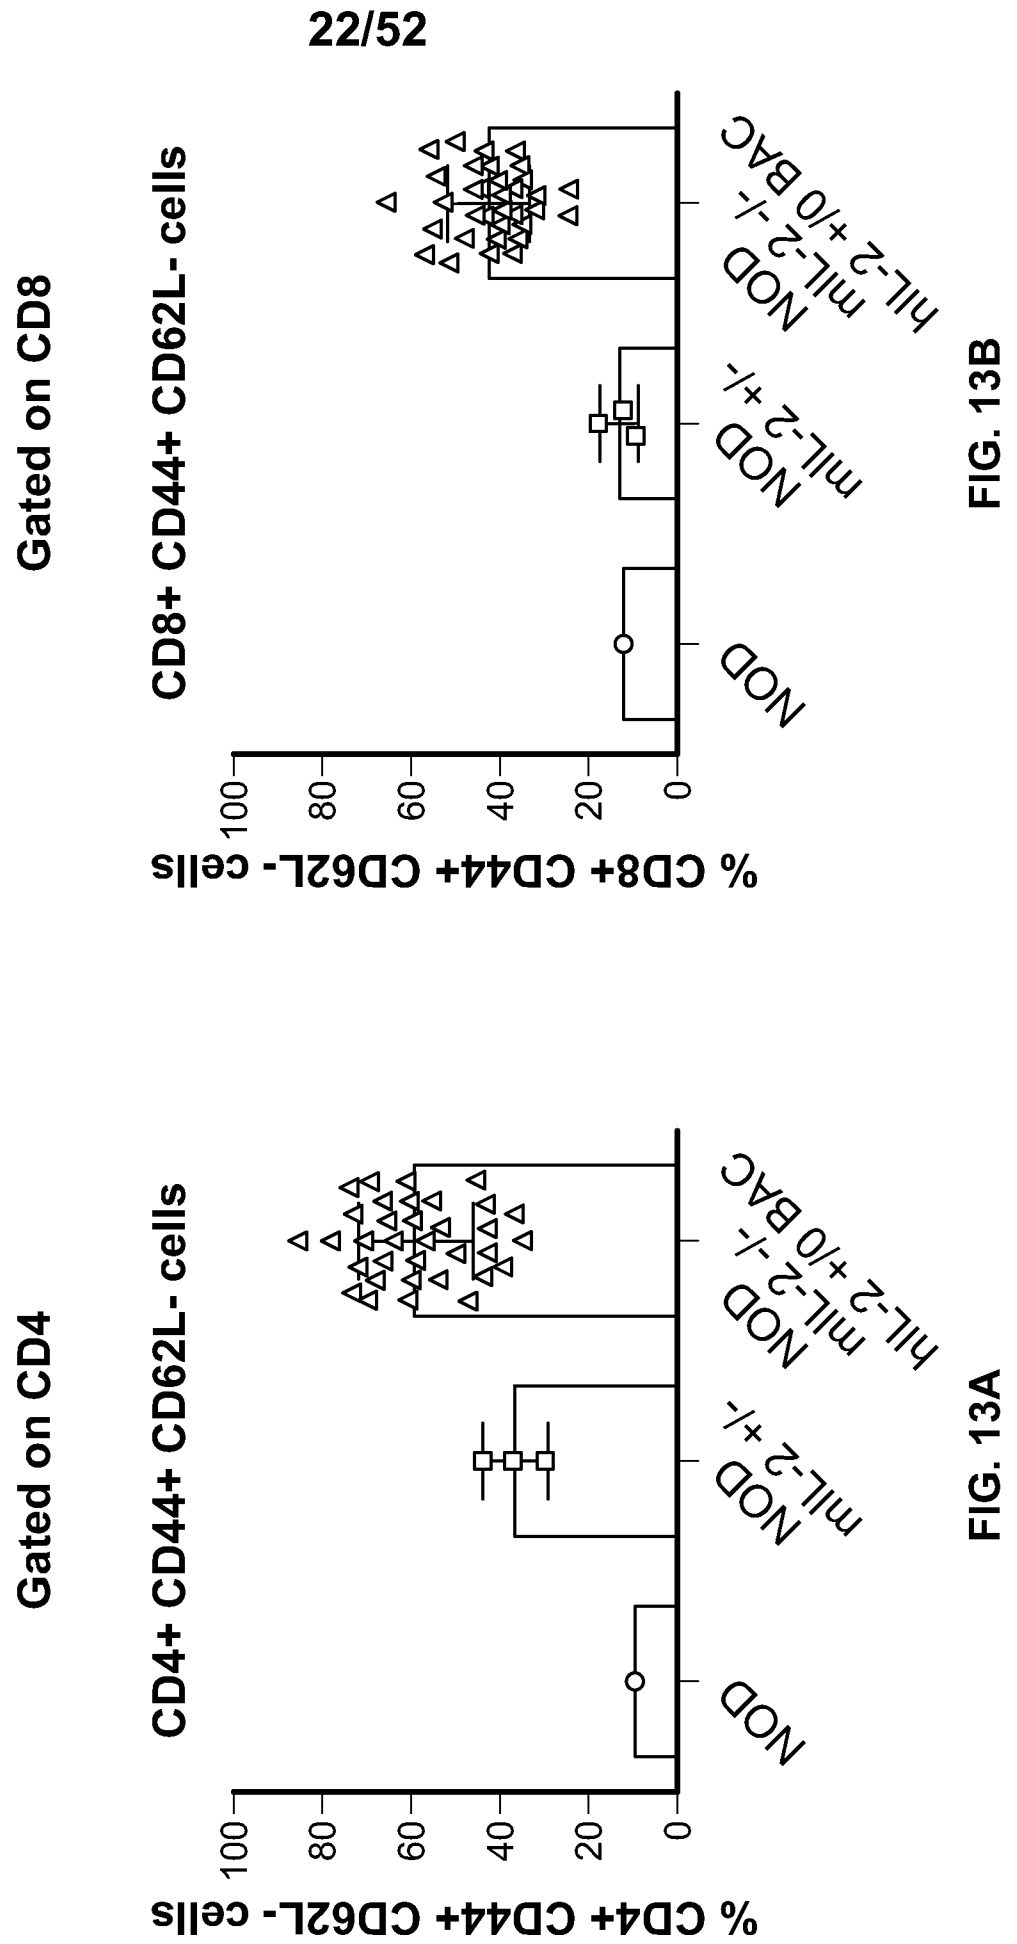 22/52
Gated on CD4
CD4+ CD44+ CD62L- cells
% CD4+ CD44+ CD62L- cells
100
80
60
40
20
0
NOD
NOD
mIL-2 +/-
NOD
mIL-2 -/-
hIL-2 +/0 BAC
FIG. 13A
Gated on CD8
CD8+ CD44+ CD62L- cells
% CD8+ CD44+ CD62L- cells
100
80
60
40
20
0
NOD
NOD
mIL-2 +/-
NOD
mIL-2 -/-
hIL-2 +/0 BAC
FIG. 13B